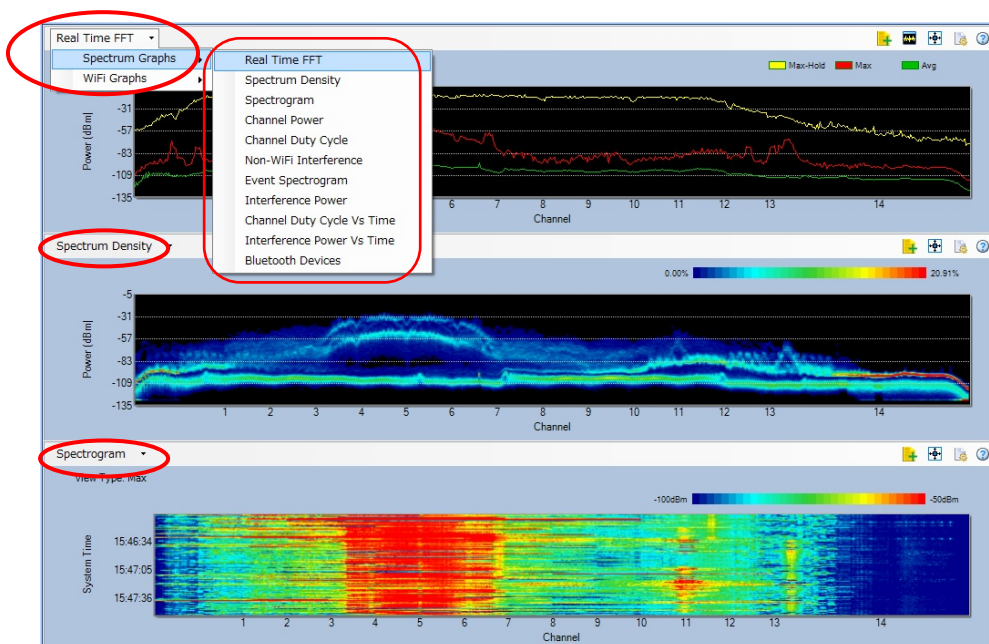 Real Time FFT
Spectrum Graphs
WiFi Graphs
Real Time FFT
Spectrum Density
Spectrogram
Channel Power
Channel Duty Cycle
Non-WiFi Interference
Event Spectrogram
Interference Power
Channel Duty Cycle Vs Time
Interference Power Vs Time
Bluetooth Devices
Max-Hold Max Avg
Power (dBm)
-31
-57
-83
-109
-135
6 7 8 9 10 11 12 13 14
Channel
Spectrum Density
0.00% 20.91%
Power (dBm)
-5
-31
-57
-83
-109
-135
1 2 3 4 5 6 7 8 9 10 11 12 13 14
Channel
Spectrogram
View Type: Max
-100dBm -50dBm
System Time
15:46:34
15:47:05
15:47:36
1 2 3 4 5 6 7 8 9 10 11 12 13 14
Channel